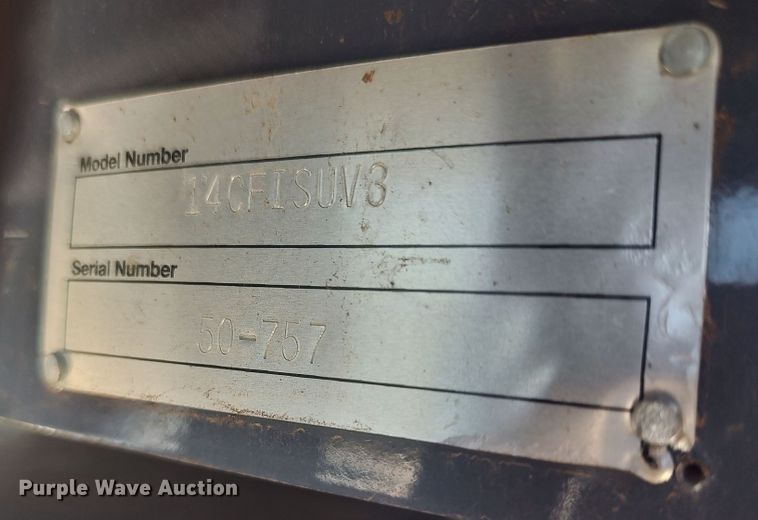 Model Number
14CFISUV3
Serial Number
50-757
Purple Wave Auction